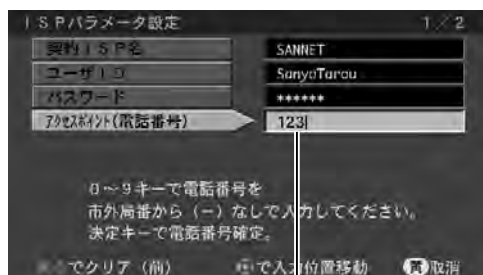 ISPパラメータ設定 1/2
契約ISP名 SANNET
ユーザID SanyoTarou
パスワード ******
アクセスポイント(電話番号) 123
0~9キーで電話番号を
市外局番から(-)なしで入力してください。
決定キーで電話番号確定。
でクリア(前) で入力位置移動 黄取消